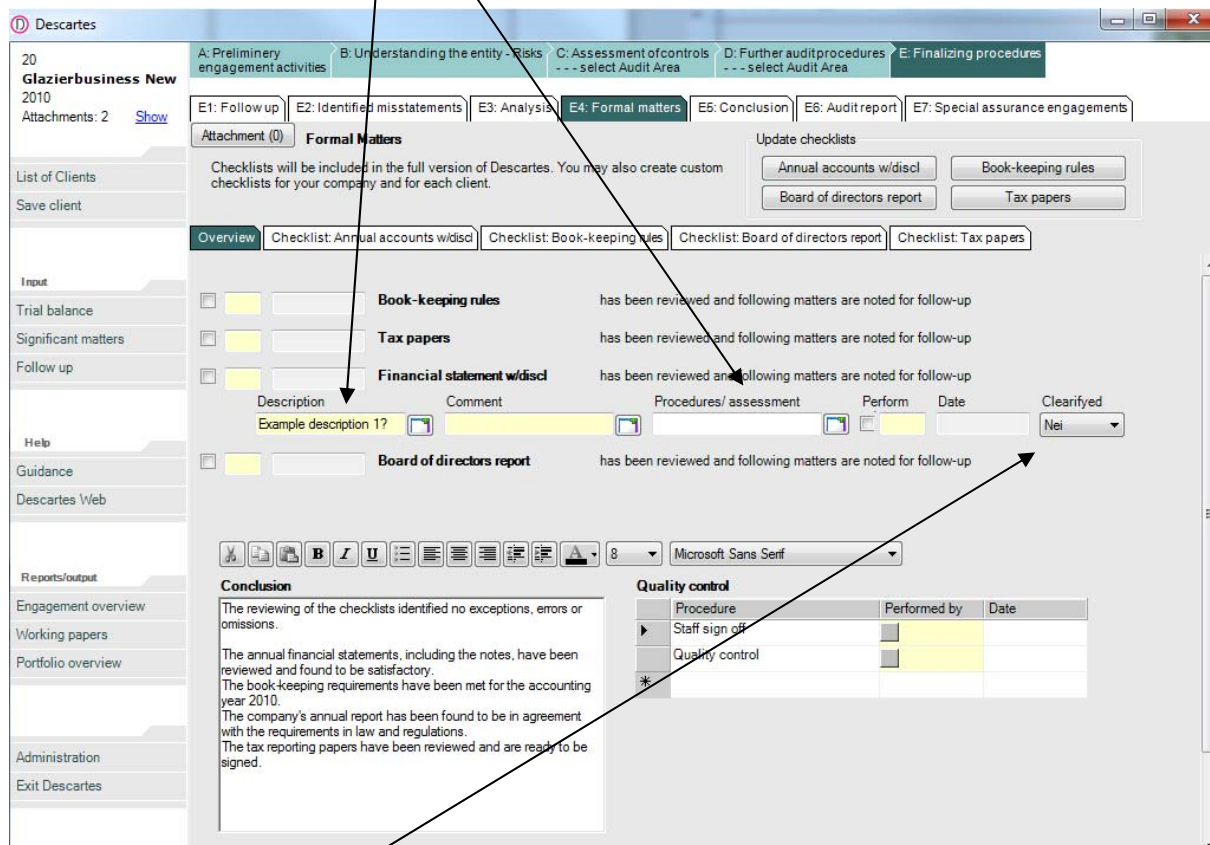 Descartes
20
Glazierbusiness New
2010
Attachments: 2 Show
List of Clients
Save client
Input
Trial balance
Significant matters
Follow up
Help
Guidance
Descartes Web
Reports/output
Engagement overview
Working papers
Portfolio overview
Administration
Exit Descartes
A: Preliminery engagement activities
B: Understanding the entity - Risks
C: Assessment of controls - - - select Audit Area
D: Further audit procedures - - - select Audit Area
E: Finalizing procedures
E1: Follow up E2: Identified misstatements E3: Analysis E4: Formal matters E5: Conclusion E6: Audit report E7: Special assurance engagements
Attachment (0) Formal Matters
Checklists will be included in the full version of Descartes. You may also create custom
checklists for your company and for each client.
Update checklists
Annual accounts w/discl Book-keeping rules
Board of directors report Tax papers
Overview Checklist: Annual accounts w/discl Checklist: Book-keeping rules Checklist: Board of directors report Checklist: Tax papers
Book-keeping rules has been reviewed and following matters are noted for follow-up
Tax papers has been reviewed and following matters are noted for follow-up
Financial statement w/discl has been reviewed and following matters are noted for follow-up
Description Comment Procedures/ assessment Perform Date Clearifyed
Example description 1? Nei
Board of directors report has been reviewed and following matters are noted for follow-up
B I U A 8 Microsoft Sans Serif
Conclusion
The reviewing of the checklists identified no exceptions, errors or
omissions.
The annual financial statements, including the notes, have been
reviewed and found to be satisfactory.
The book-keeping requirements have been met for the accounting
year 2010.
The company's annual report has been found to be in agreement
with the requirements in law and regulations.
The tax reporting papers have been reviewed and are ready to be
signed.
Quality control
Procedure Performed by Date
Staff sign off
Quality control